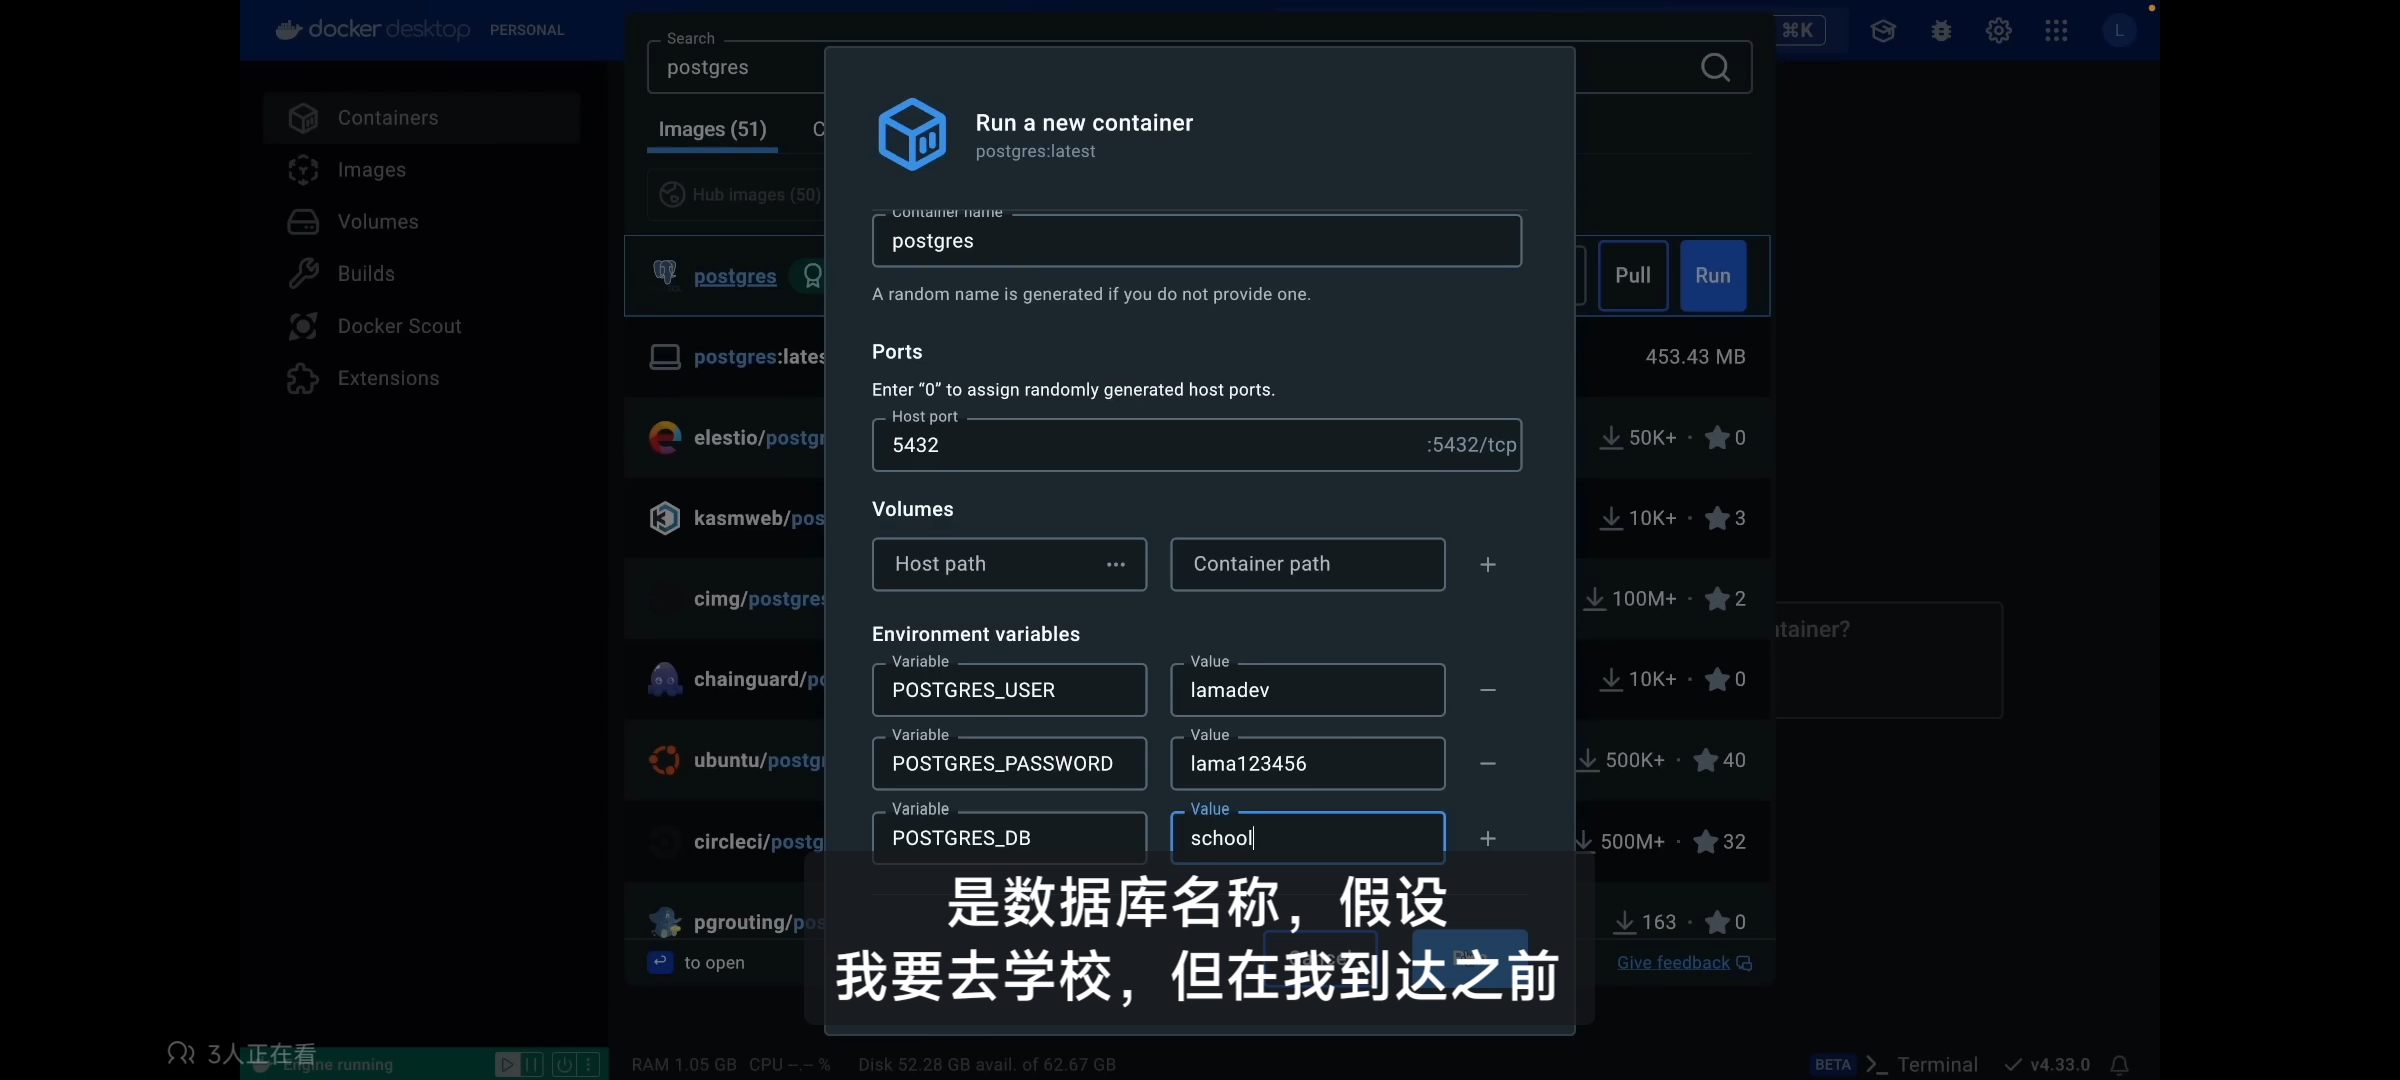 docker desktop PERSONAL
⌘K
L
Containers
Images
Volumes
Builds
Docker Scout
Extensions
Search
postgres
Images (51)
Hub images (50)
postgres
Pull
Run
postgres:lates
453.43 MB
elestio/postgr
50K+ · 0
kasmweb/pos
10K+ · 3
cimg/postgres
100M+ · 2
chainguard/po
10K+ · 0
ubuntu/postgr
500K+ · 40
circleci/postg
500M+ · 32
pgrouting/pos
163 · 0
to open
Give feedback
tainer?
Run a new container
postgres:latest
Container name
postgres
A random name is generated if you do not provide one.
Ports
Enter “0” to assign randomly generated host ports.
Host port
5432 :5432/tcp
Volumes
Host path ··· Container path +
Environment variables
Variable Value
POSTGRES_USER lamadev
Variable Value
POSTGRES_PASSWORD lama123456
Variable Value
POSTGRES_DB school
是数据库名称，假设
我要去学校，但在我到达之前
3人正在看
Engine running
RAM 1.05 GB CPU --.-- % Disk 52.28 GB avail. of 62.67 GB
BETA Terminal v4.33.0